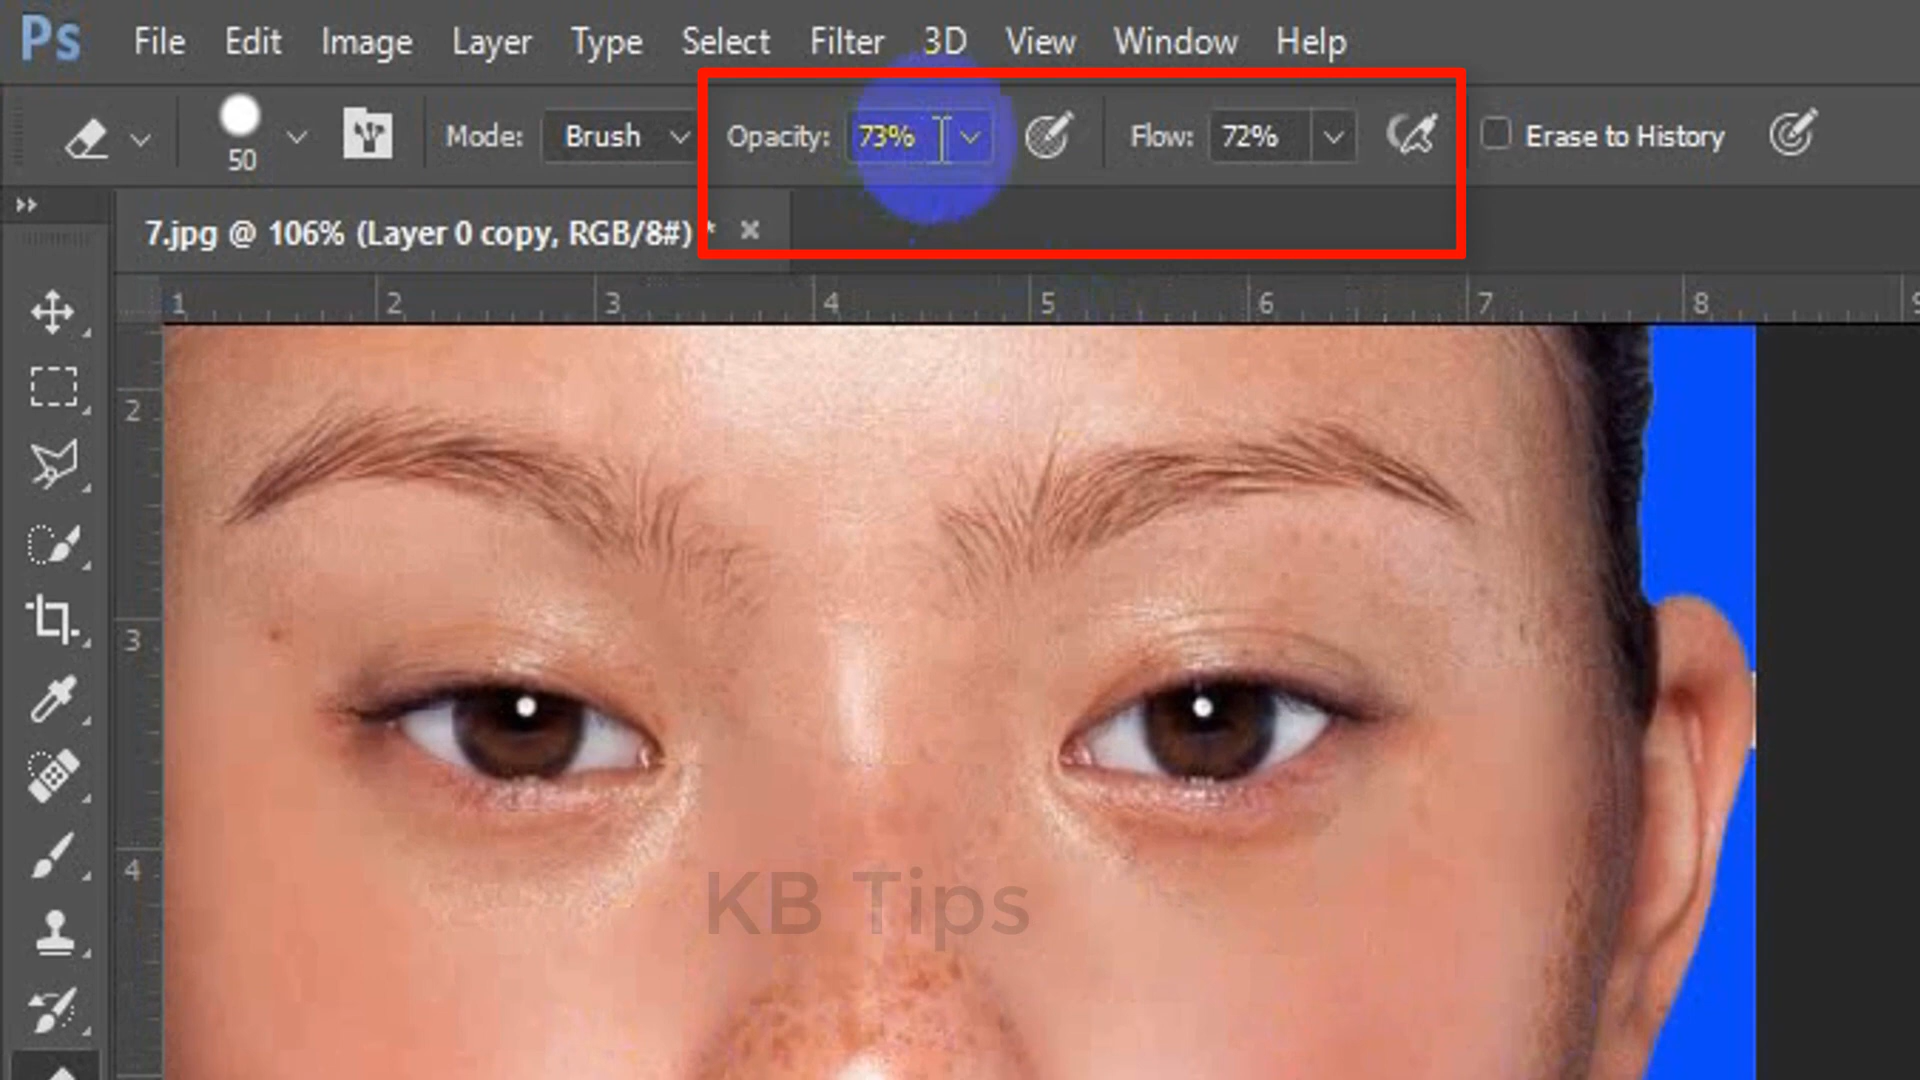 Ps File Edit Image Layer Type Select Filter 3D View Window Help
50 Mode: Brush Opacity: 73% Flow: 72% Erase to History
7.jpg @ 106% (Layer 0 copy, RGB/8#) *
1 2 3 4 5 6 7 8 9
2
3
4
KB Tips